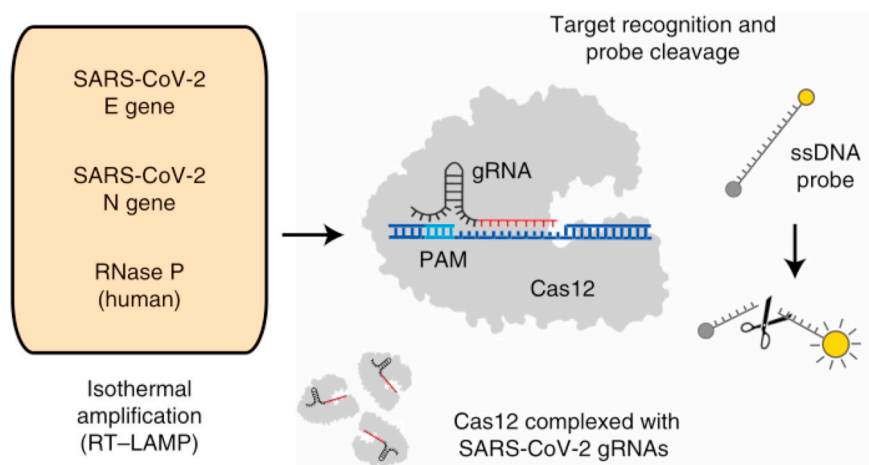 SARS-CoV-2
E gene
SARS-CoV-2
N gene
RNase P
(human)
Isothermal
amplification
(RT–LAMP)
Target recognition and
probe cleavage
gRNA
PAM
Cas12
ssDNA
probe
Cas12 complexed with
SARS-CoV-2 gRNAs